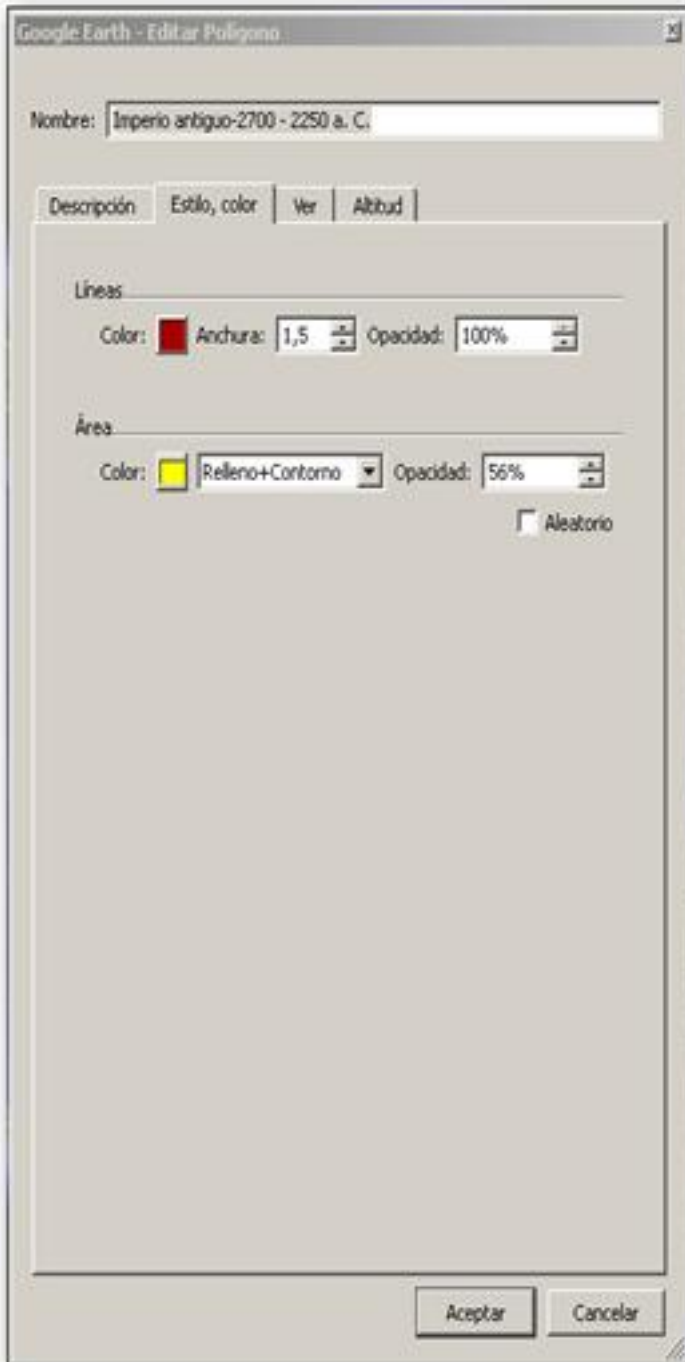 Google Earth - Editar Polígono
Nombre: Imperio antiguo-2700 - 2250 a. C.
Descripción Estilo, color Ver Altitud
Líneas
Color: Anchura: 1,5 Opacidad: 100%
Área
Color: Relleno+Contorno Opacidad: 56%
Aleatorio
Aceptar Cancelar